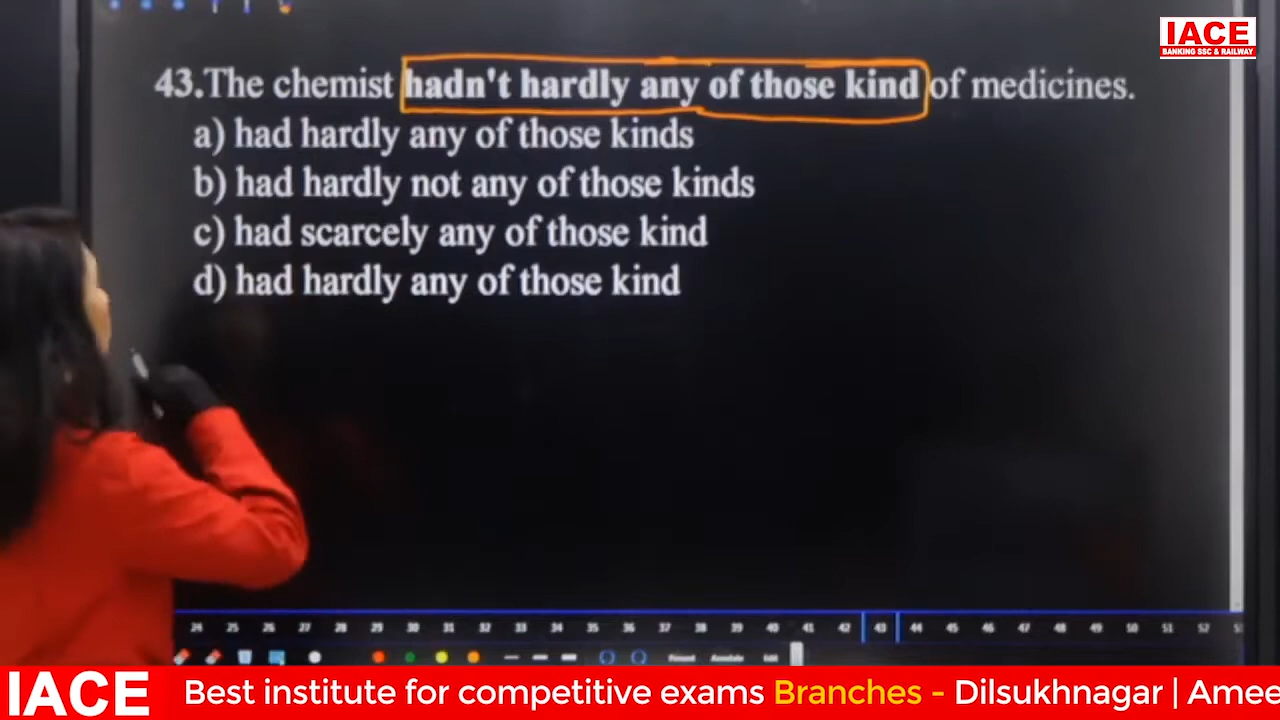 IACE
BANKING SSC & RAILWAY
43.The chemist hadn't hardly any of those kind of medicines.
a) had hardly any of those kinds
b) had hardly not any of those kinds
c) had scarcely any of those kind
d) had hardly any of those kind
24 25 26 27 28 29 30 31 32 33 34 35 36 37 38 39 40 41 42 43 44 45 46 47 48 49 50 51 52
IACE Best institute for competitive exams Branches - Dilsukhnagar | Amee